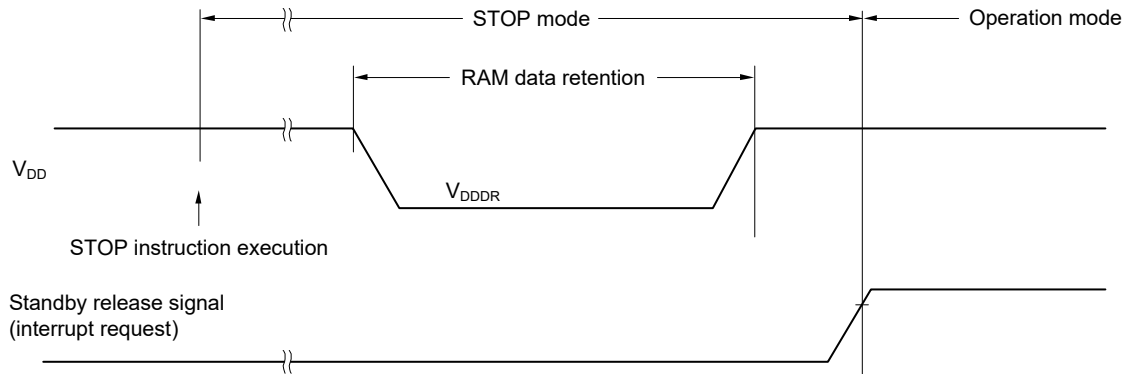 STOP mode
Operation mode
RAM data retention
VDD
VDDDR
STOP instruction execution
Standby release signal
(interrupt request)